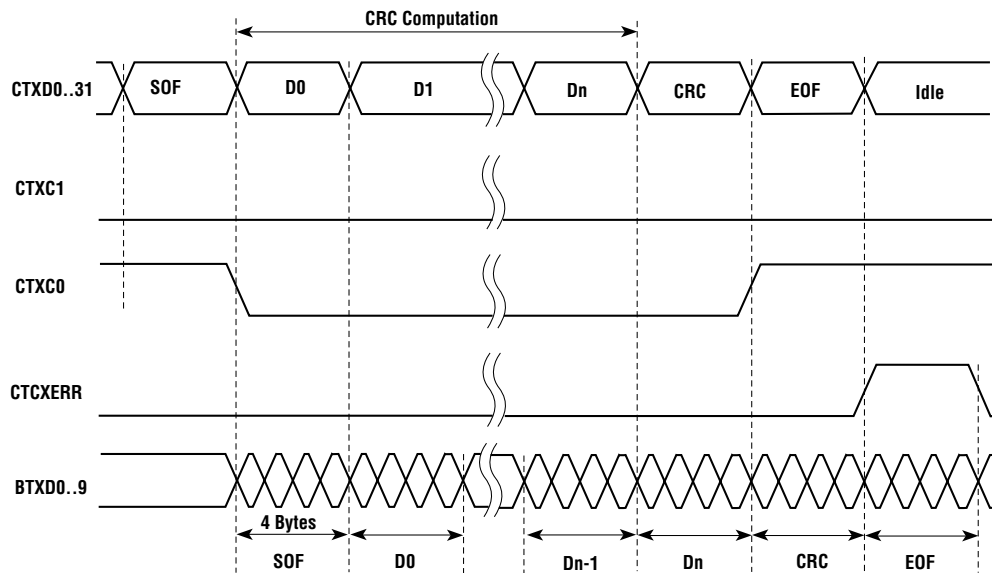 CRC Computation
CTXD0..31 SOF D0 D1 Dn CRC EOF Idle
CTXC1
CTXC0
CTCXERR
BTXD0..9
4 Bytes
SOF D0 Dn-1 Dn CRC EOF